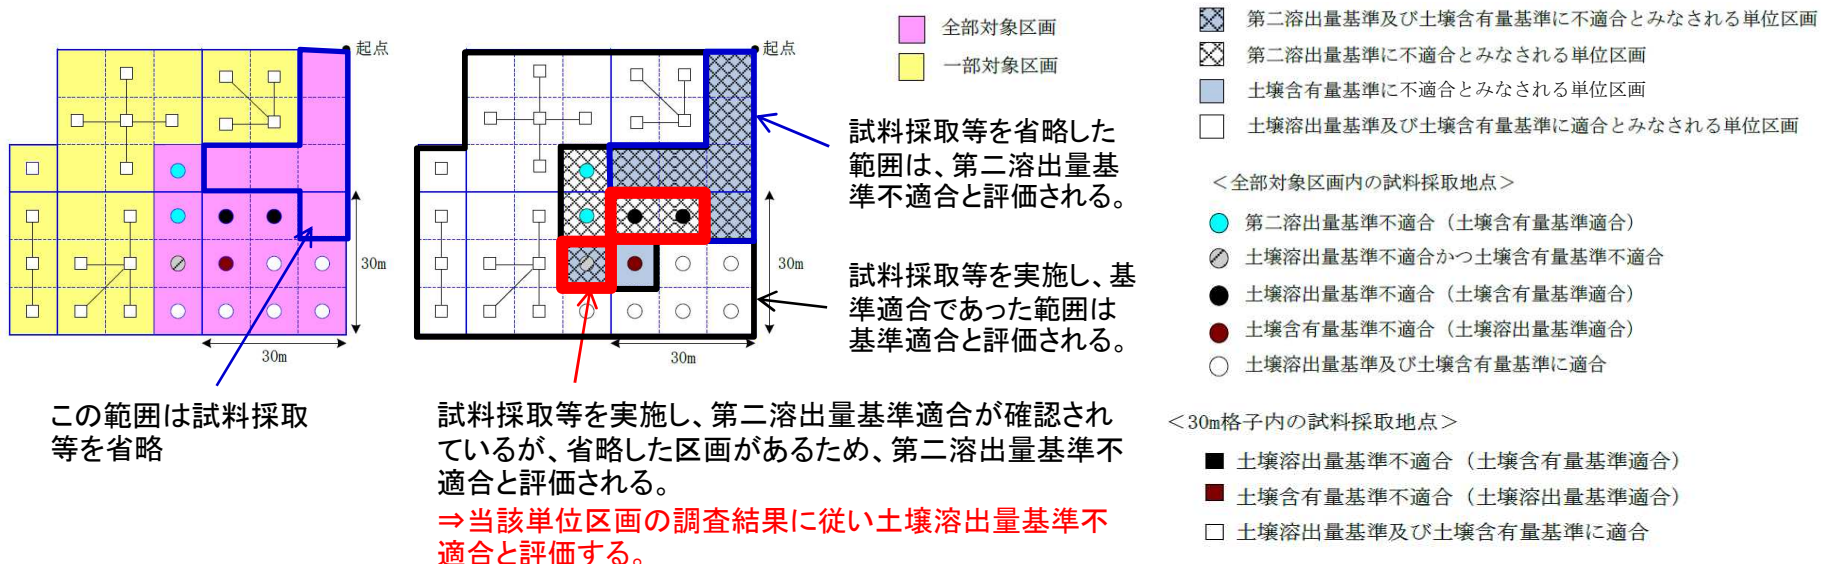 起点
30m
30m
この範囲は試料採取
等を省略
起点
30m
30m
全部対象区画
一部対象区画
試料採取等を省略した
範囲は、第二溶出量基
準不適合と評価される。
試料採取等を実施し、基
準適合であった範囲は
基準適合と評価される。
試料採取等を実施し、第二溶出量基準適合が確認され
ているが、省略した区画があるため、第二溶出量基準不
適合と評価される。
⇒当該単位区画の調査結果に従い土壌溶出量基準不
適合と評価する。
第二溶出量基準及び土壌含有量基準に不適合とみなされる単位区画
第二溶出量基準に不適合とみなされる単位区画
土壌含有量基準に不適合とみなされる単位区画
土壌溶出量基準及び土壌含有量基準に適合とみなされる単位区画
＜全部対象区画内の試料採取地点＞
第二溶出量基準不適合（土壌含有量基準適合）
土壌溶出量基準不適合かつ土壌含有量基準不適合
土壌溶出量基準不適合（土壌含有量基準適合）
土壌含有量基準不適合（土壌溶出量基準適合）
土壌溶出量基準及び土壌含有量基準に適合
＜30m格子内の試料採取地点＞
土壌溶出量基準不適合（土壌含有量基準適合）
土壌含有量基準不適合（土壌溶出量基準適合）
土壌溶出量基準及び土壌含有量基準に適合